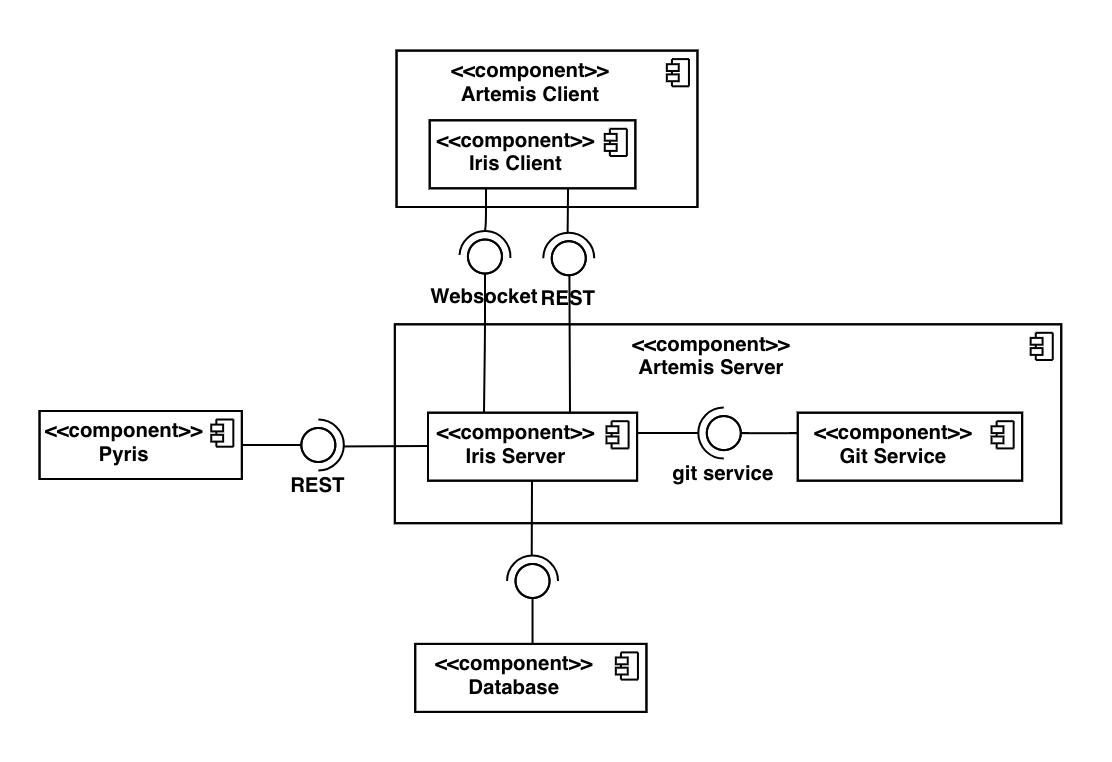 <<component>>
Artemis Client
<<component>>
Iris Client
Websocket
REST
<<component>>
Artemis Server
<<component>>
Pyris
REST
<<component>>
Iris Server
git service
<<component>>
Git Service
<<component>>
Database